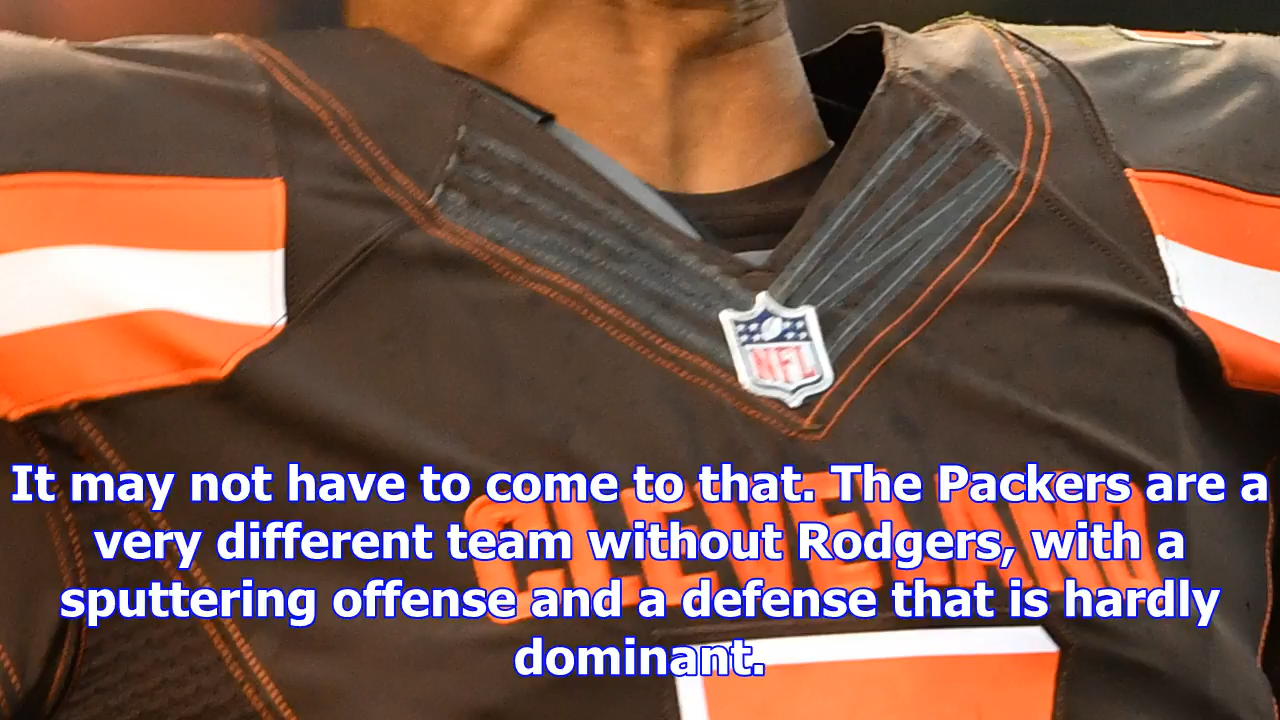 NFL
CLEVELAND
It may not have to come to that. The Packers are a
very different team without Rodgers, with a
sputtering offense and a defense that is hardly
dominant.